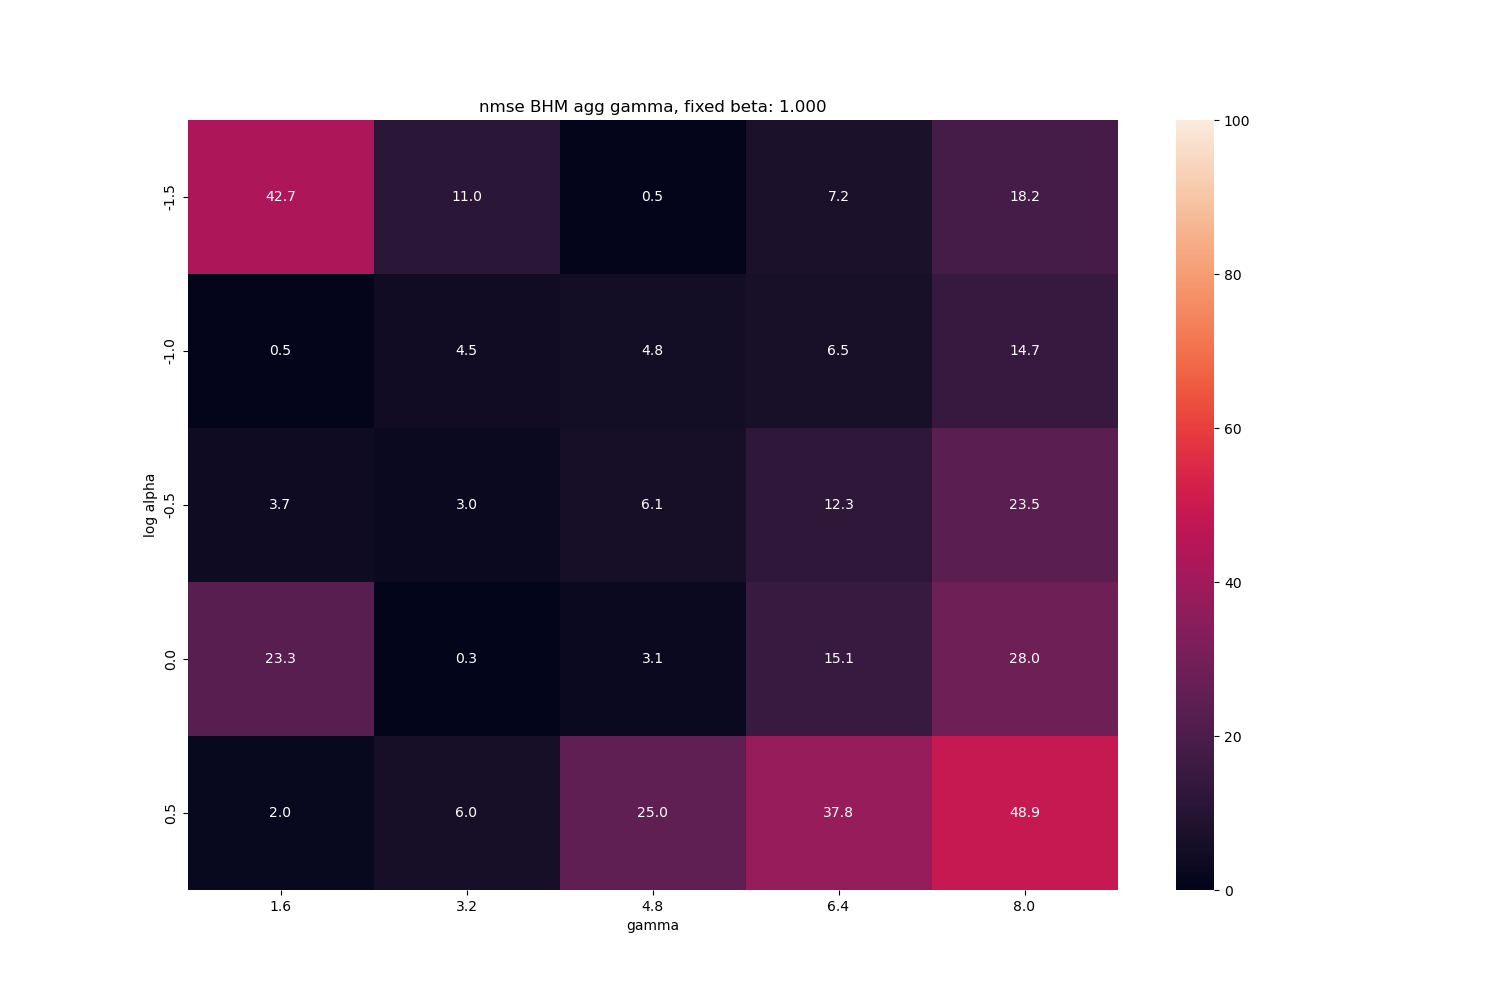 nmse BHM agg gamma, fixed beta: 1.000
-1.5 42.7 11.0 0.5 7.2 18.2
-1.0 0.5 4.5 4.8 6.5 14.7
-0.5 3.7 3.0 6.1 12.3 23.5
0.0 23.3 0.3 3.1 15.1 28.0
0.5 2.0 6.0 25.0 37.8 48.9
log alpha
1.6 3.2 4.8 6.4 8.0
gamma
100
80
60
40
20
0